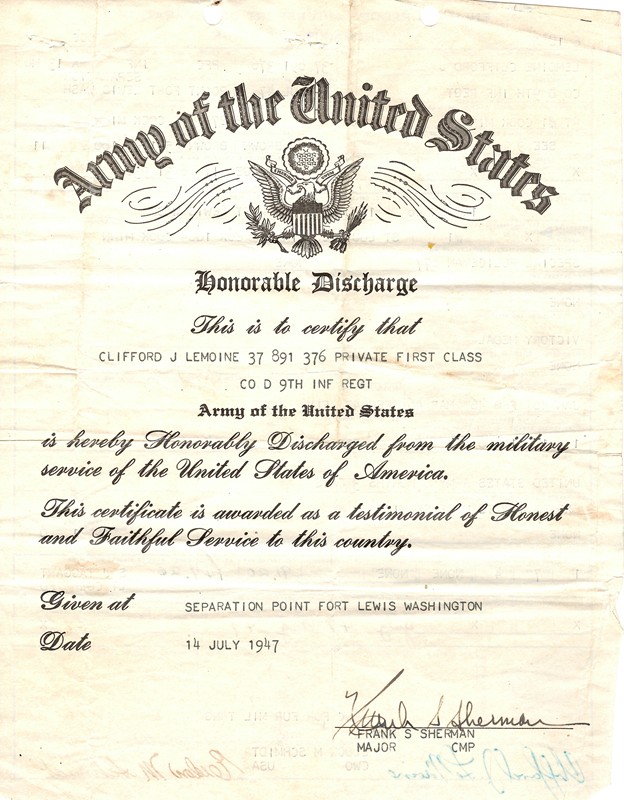 Army of the United States
Honorable Discharge
This is to certify that
CLIFFORD J LEMOINE 37 891 376 PRIVATE FIRST CLASS
CO D 9TH INF REGT
Army of the United States
is hereby Honorably Discharged from the military
service of the United States of America.
This certificate is awarded as a testimonial of Honest
and Faithful Service to this country.
Given at SEPARATION POINT FORT LEWIS WASHINGTON
Date 14 JULY 1947
Frank S Sherman
FRANK S SHERMAN
MAJOR CMP